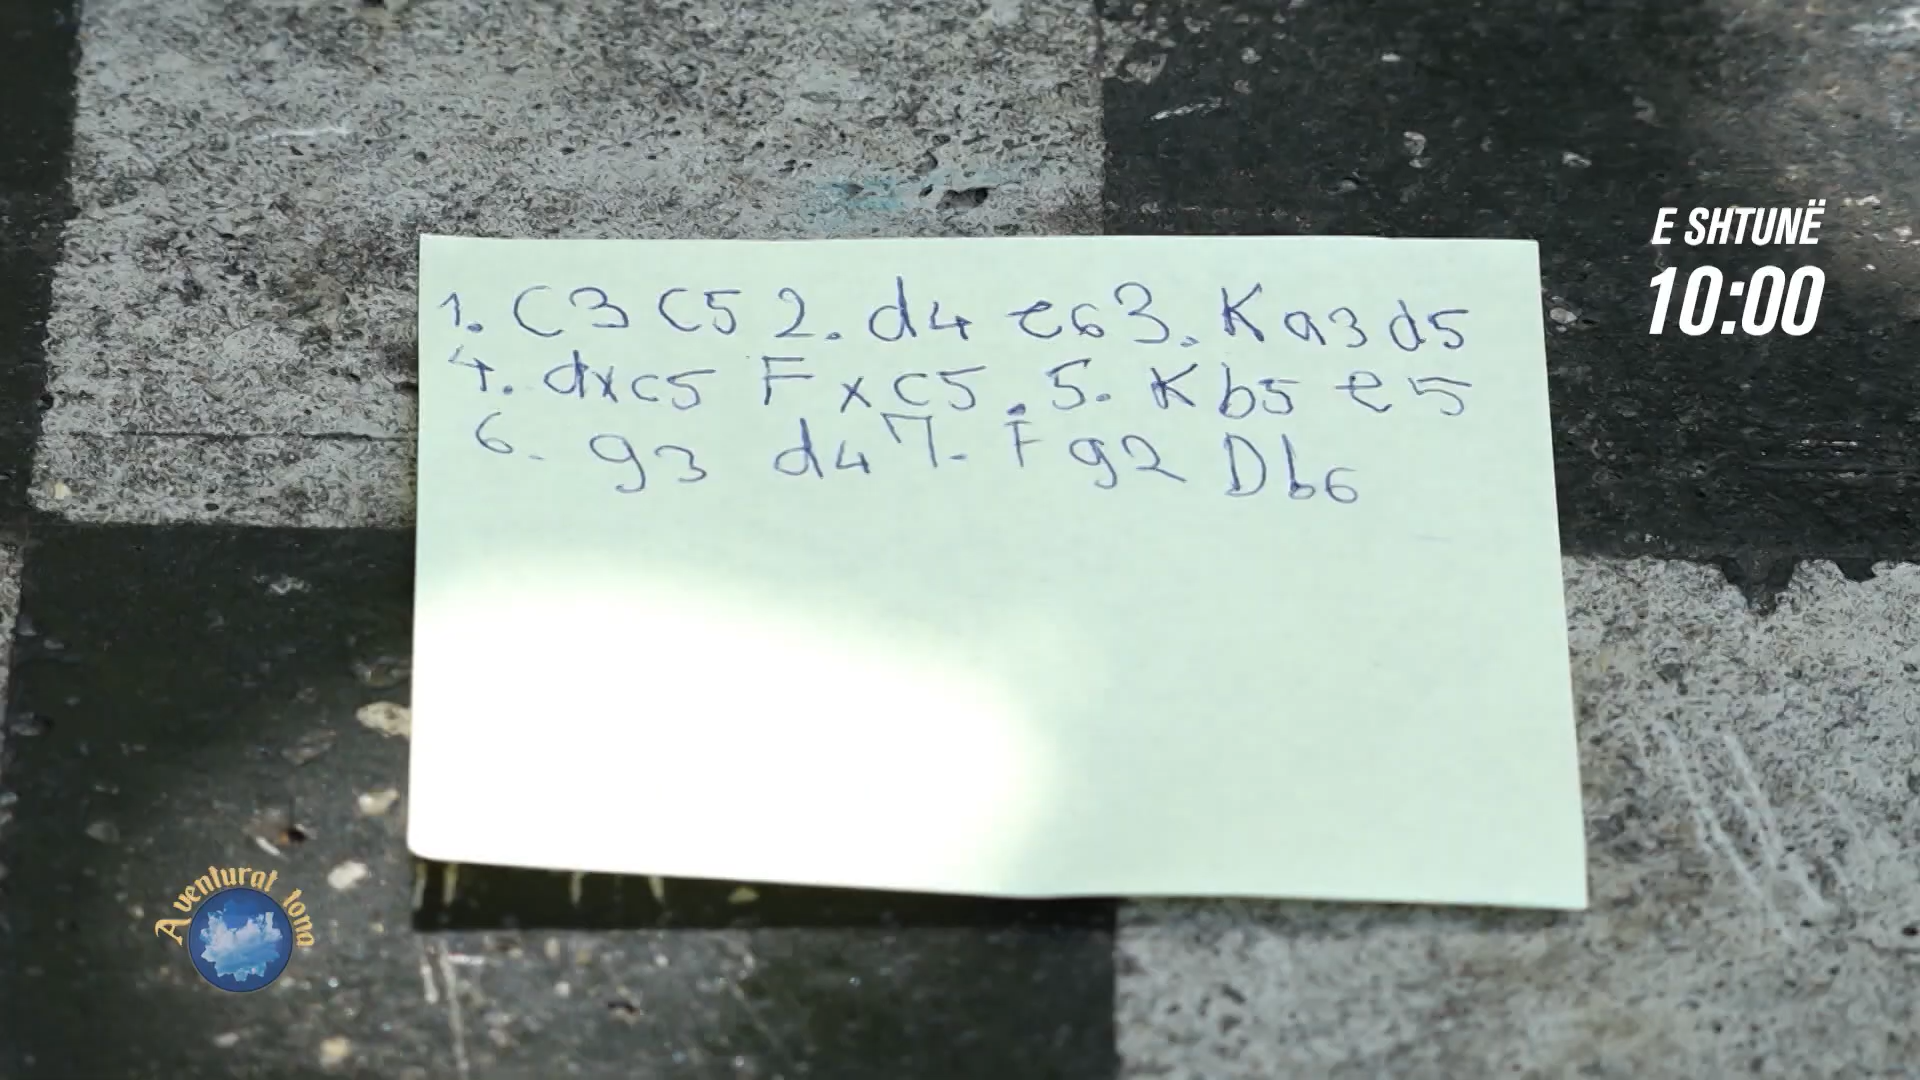 E SHTUNË
10:00
1. C3 C5 2. d4 e6 3. Ka3 d5
4. dxc5 Fxc5. 5. Kb5 e5
6. g3 d4 7. Fg2 Db6
Aventurat tona